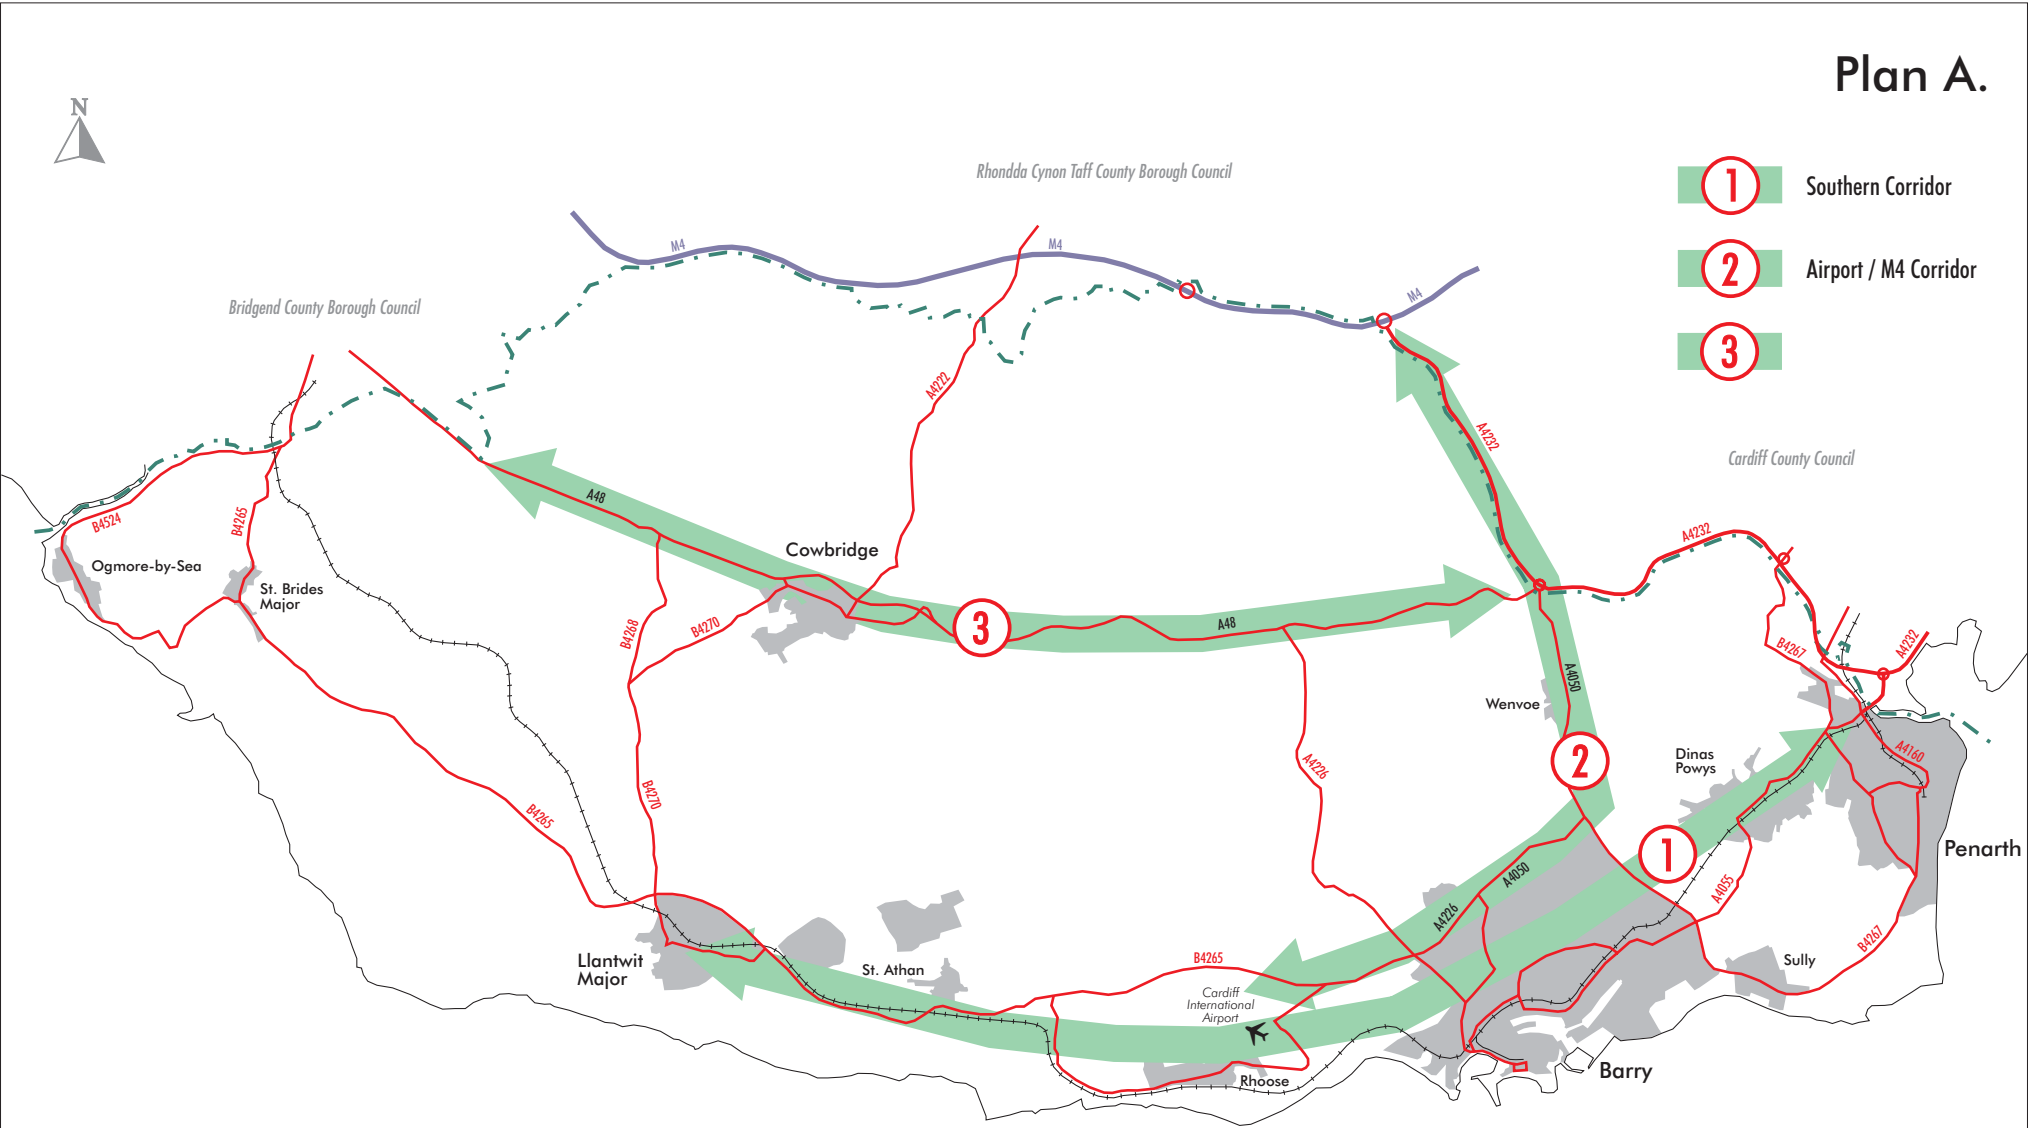 Plan A.
N
1
Southern Corridor
2
Airport / M4 Corridor
3
Rhondda Cynon Taff County Borough Council
Bridgend County Borough Council
Cardiff County Council
M4
M4
M4
A4222
A4232
A48
B4524
B4265
Ogmore-by-Sea
St. Brides
Major
Cowbridge
A4232
B4268
B4270
3
A48
A4050
B4267
A4232
Wenvoe
2
A4226
Dinas
Powys
A4160
B4270
B4265
1
Penarth
A4050
A4055
A4226
B4267
Llantwit
Major
St. Athan
B4265
Sully
Cardiff
International
Airport
Rhoose
Barry